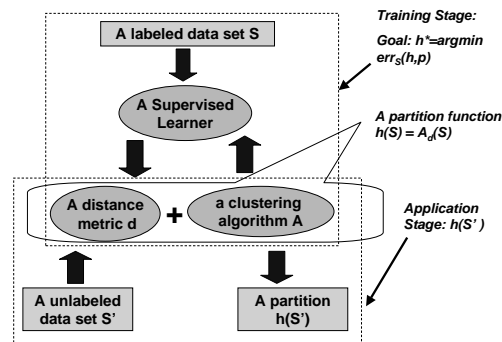 A labeled data set S
Training Stage:
Goal: h*=argmin
err_S(h,p)
A Supervised
Learner
A partition function
h(S) = A_d(S)
A distance
metric d
+
a clustering
algorithm A
Application
Stage: h(S' )
A unlabeled
data set S'
A partition
h(S')